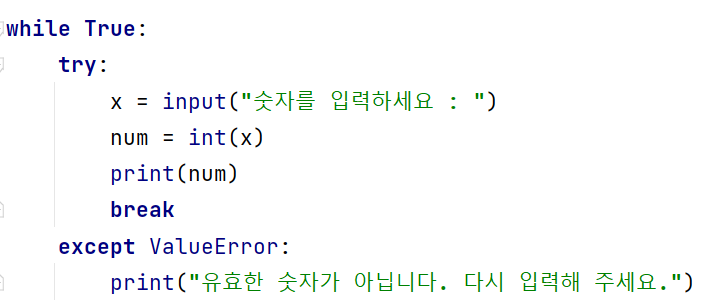 while True:
    try:
        x = input("숫자를 입력하세요 : ")
        num = int(x)
        print(num)
        break
    except ValueError:
        print("유효한 숫자가 아닙니다. 다시 입력해 주세요.")